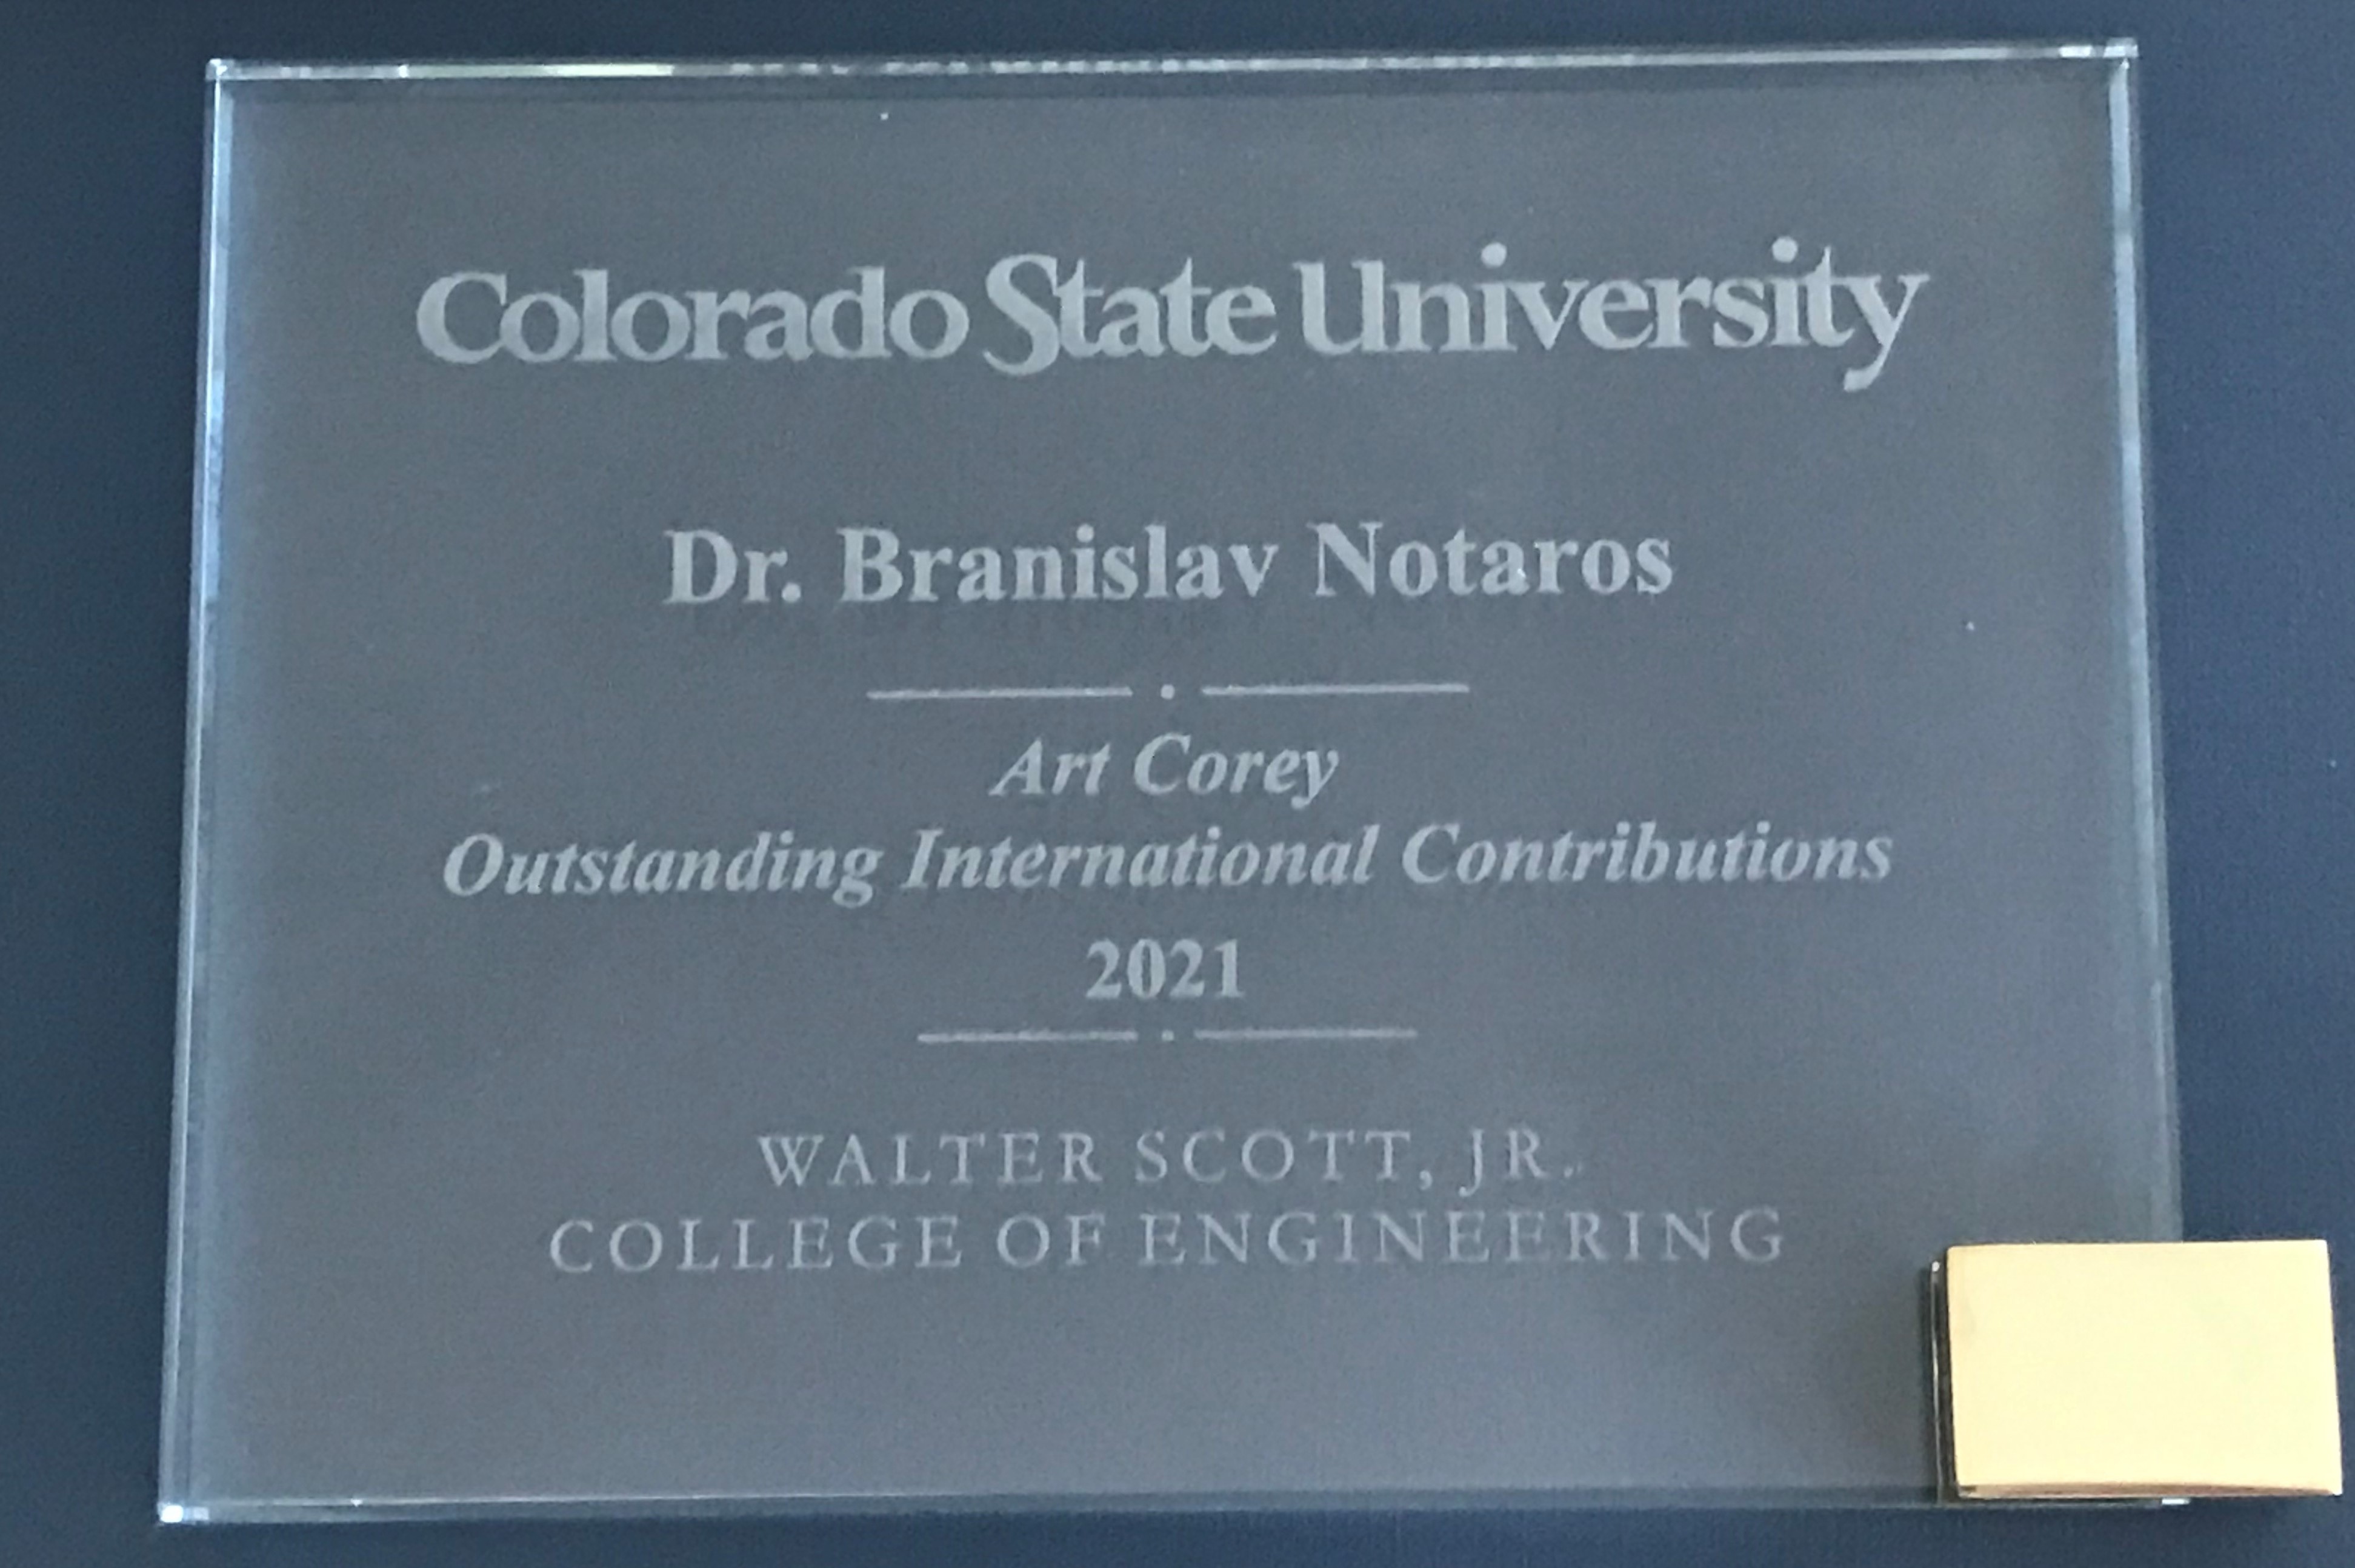 Colorado State University
Dr. Branislav Notaros
Art Corey
Outstanding International Contributions
2021
WALTER SCOTT, JR.
COLLEGE OF ENGINEERING